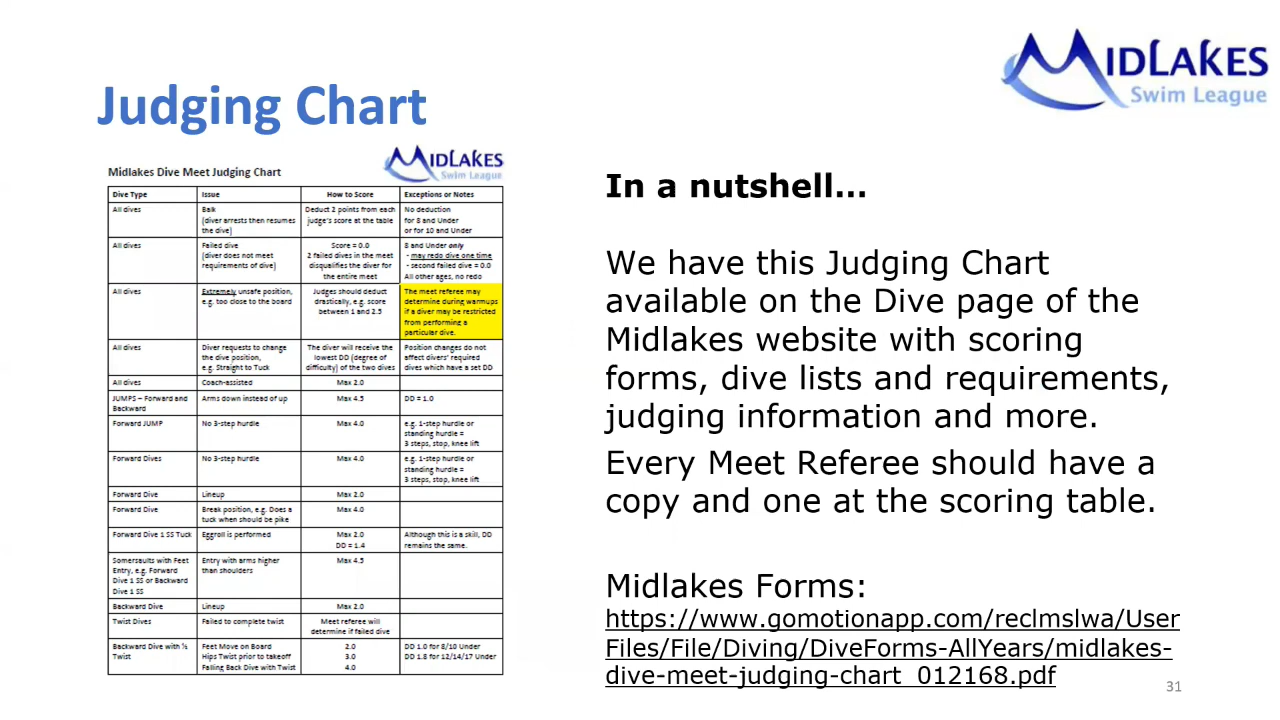 MIDLAKES
Swim League
Judging Chart
MIDLAKES
Swim League
Midlakes Dive Meet Judging Chart
Dive Type Issue How to Score Exceptions or Notes
All dives Balk Deduct 2 points from each No deduction
(diver arrests then resumes judge's score at the table for 8 and Under
the dive) or for 10 and Under
All dives Failed dive Score = 0.0 8 and Under only
(diver does not meet 2 failed dives in the meet - may redo dive one time
requirements of dive) disqualifies the diver for - second failed dive = 0.0
the entire meet All other ages, no redo
All dives Extremely unsafe position, Judges should deduct The meet referee may
e.g. too close to the board drastically, e.g. score determine during warmups
between 1 and 2.5 if a diver may be restricted
from performing a
particular dive.
All dives Diver requests to change The diver will receive the Position changes do not
the dive position, lowest DD (degree of affect divers' required
e.g. Straight to Tuck difficulty) of the two dives dives which have a set DD
All dives Coach-assisted Max 2.0
JUMPS – Forward and Arms down instead of up Max 4.5 DD = 1.0
Backward
Forward JUMP No 3-step hurdle Max 4.0 e.g. 1-step hurdle or
standing hurdle =
3 steps, stop, knee lift
Forward Dives No 3-step hurdle Max 4.0 e.g. 1-step hurdle or
standing hurdle =
3 steps, stop, knee lift
Forward Dive Lineup Max 2.0
Forward Dive Break position, e.g. Does a Max 4.0
tuck when should be pike
Forward Dive 1 SS Tuck Eggroll is performed Max 2.0 Although this is a skill, DD
DD = 1.4 remains the same.
Somersaults with Feet Entry with arms higher Max 4.5
Entry, e.g. Forward than shoulders
Dive 1 SS or Backward
Dive 1 SS
Backward Dive Lineup Max 2.0
Twist Dives Failed to complete twist Meet referee will
determine if failed dive
Backward Dive with ½ Feet Move on Board 2.0 DD 1.0 for 8/10 Under
Twist Hips Twist prior to takeoff 3.0 DD 1.8 for 12/14/17 Under
Falling Back Dive with Twist 4.0
In a nutshell…
We have this Judging Chart
available on the Dive page of the
Midlakes website with scoring
forms, dive lists and requirements,
judging information and more.
Every Meet Referee should have a
copy and one at the scoring table.
Midlakes Forms:
https://www.gomotionapp.com/reclmslwa/User
Files/File/Diving/DiveForms-AllYears/midlakes-
dive-meet-judging-chart_012168.pdf
31